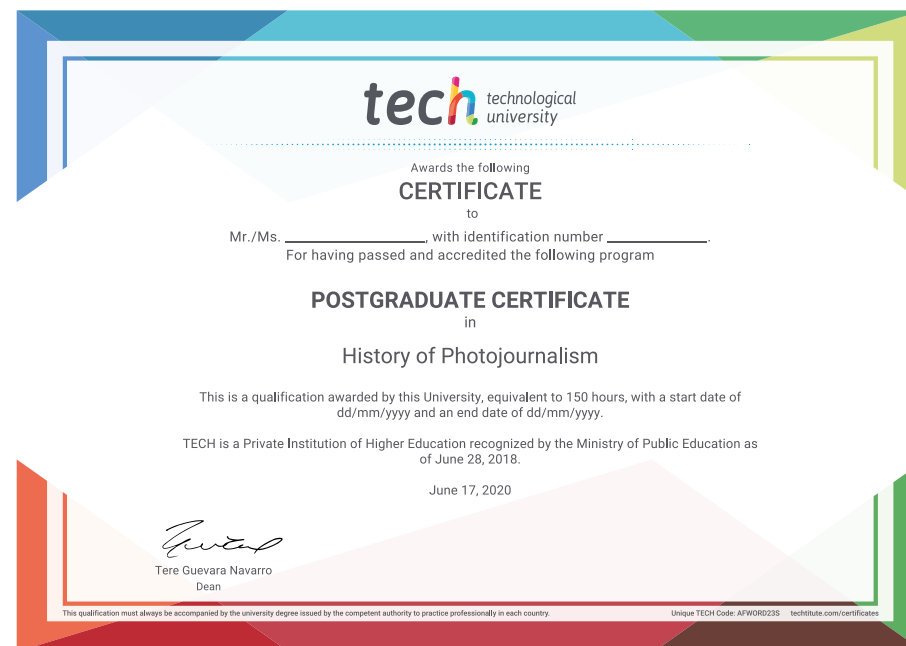 tech technological
university
Awards the following
CERTIFICATE
to
Mr./Ms. ____________________, with identification number ______________.
For having passed and accredited the following program
POSTGRADUATE CERTIFICATE
in
History of Photojournalism
This is a qualification awarded by this University, equivalent to 150 hours, with a start date of
dd/mm/yyyy and an end date of dd/mm/yyyy.
TECH is a Private Institution of Higher Education recognized by the Ministry of Public Education as
of June 28, 2018.
June 17, 2020
Tere Guevara Navarro
Dean
This qualification must always be accompanied by the university degree issued by the competent authority to practice professionally in each country. Unique TECH Code: AFWORD23S techtitute.com/certificates